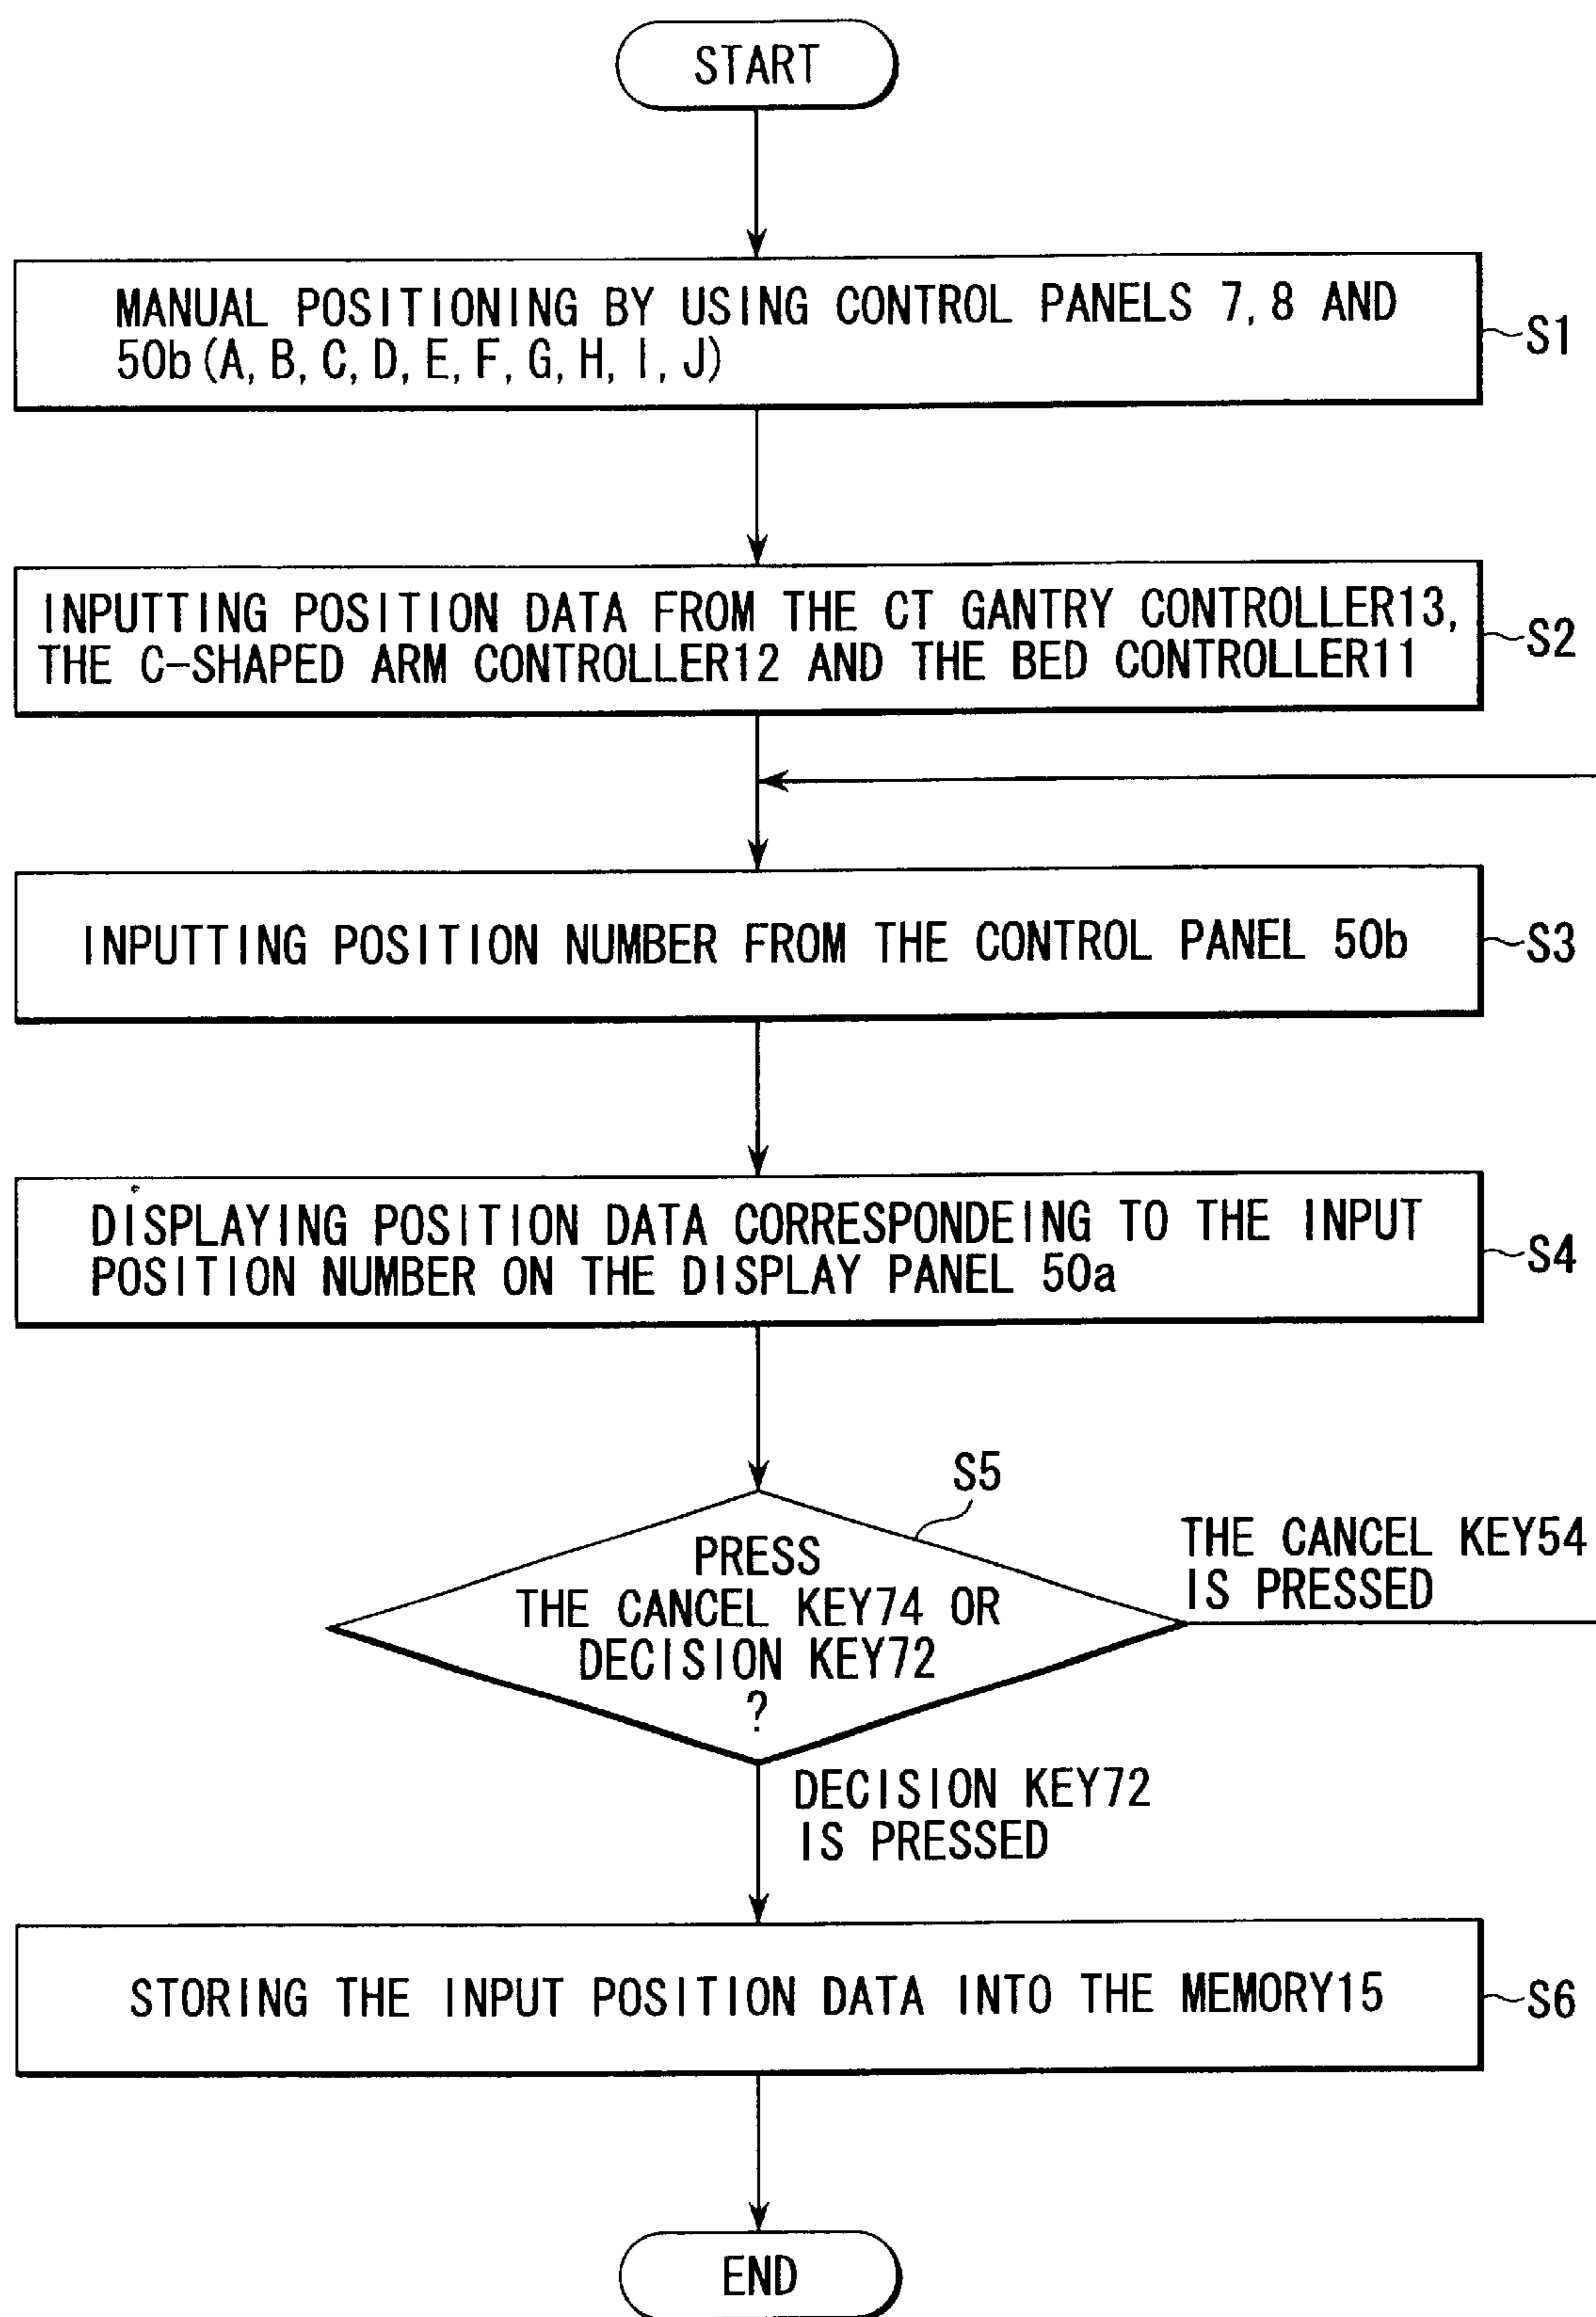 START
MANUAL POSITIONING BY USING CONTROL PANELS 7, 8 AND
50b (A, B, C, D, E, F, G, H, I, J)
S1
INPUTTING POSITION DATA FROM THE CT GANTRY CONTROLLER13,
THE C-SHAPED ARM CONTROLLER12 AND THE BED CONTROLLER11
S2
INPUTTING POSITION NUMBER FROM THE CONTROL PANEL 50b
S3
DISPLAYING POSITION DATA CORRESPONDEING TO THE INPUT
POSITION NUMBER ON THE DISPLAY PANEL 50a
S4
S5
PRESS
THE CANCEL KEY74 OR
DECISION KEY72
?
THE CANCEL KEY54
IS PRESSED
DECISION KEY72
IS PRESSED
STORING THE INPUT POSITION DATA INTO THE MEMORY15
S6
END